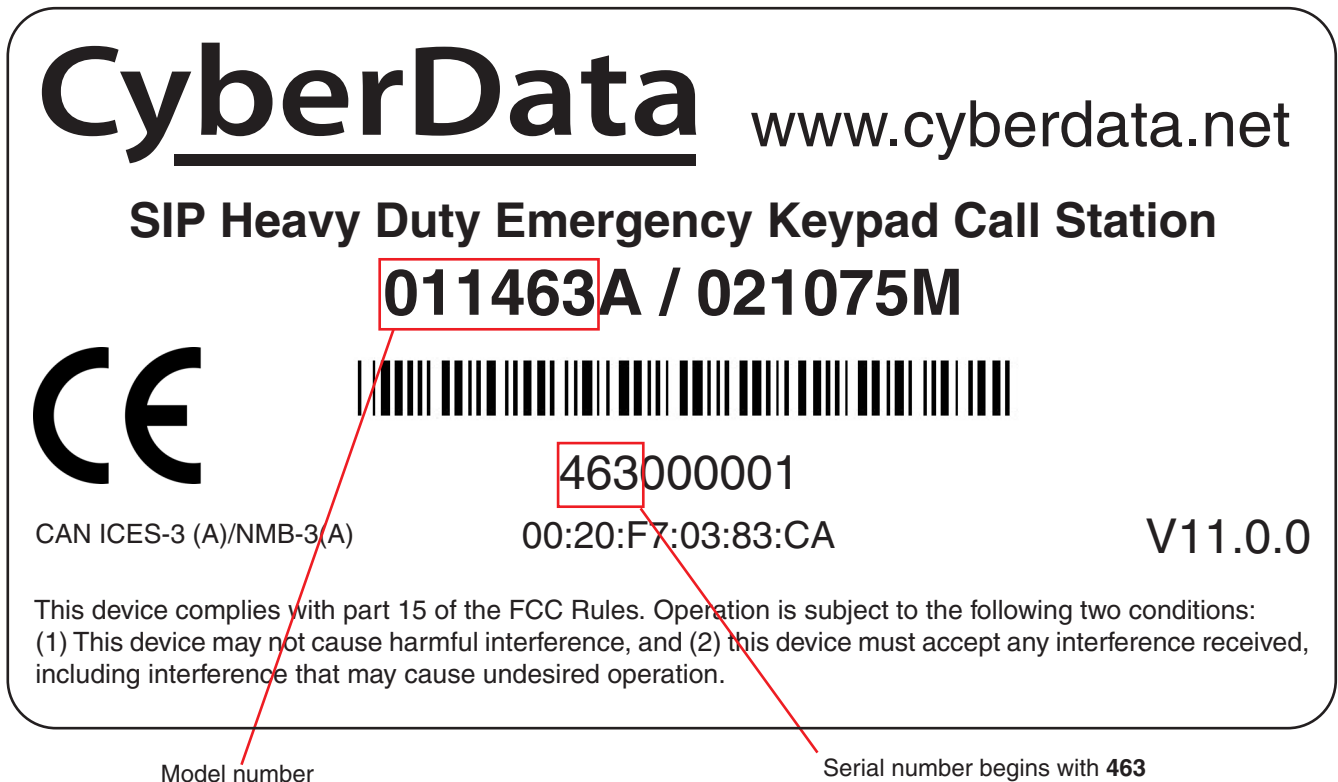 CyberData www.cyberdata.net
SIP Heavy Duty Emergency Keypad Call Station
011463A / 021075M
CE
463000001
CAN ICES-3 (A)/NMB-3(A) 00:20:F7:03:83:CA V11.0.0
This device complies with part 15 of the FCC Rules. Operation is subject to the following two conditions:
(1) This device may not cause harmful interference, and (2) this device must accept any interference received,
including interference that may cause undesired operation.
Model number
Serial number begins with 463